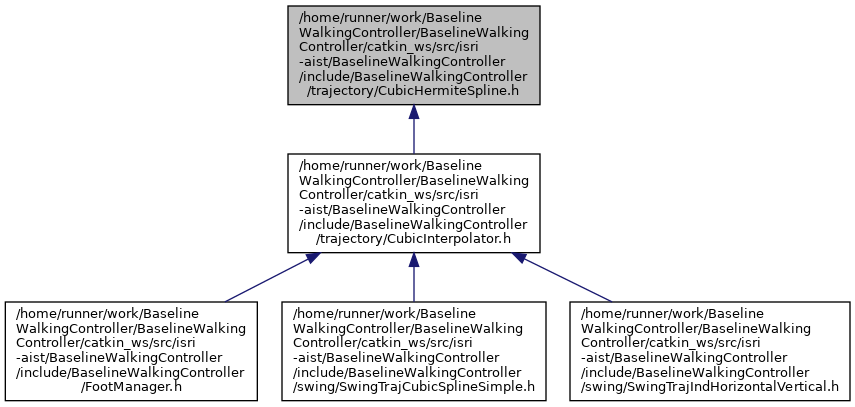 /home/runner/work/Baseline
WalkingController/BaselineWalking
Controller/catkin_ws/src/isri
-aist/BaselineWalkingController
/include/BaselineWalkingController
/trajectory/CubicHermiteSpline.h
/home/runner/work/Baseline
WalkingController/BaselineWalking
Controller/catkin_ws/src/isri
-aist/BaselineWalkingController
/include/BaselineWalkingController
/trajectory/CubicInterpolator.h
/home/runner/work/Baseline
WalkingController/BaselineWalking
Controller/catkin_ws/src/isri
-aist/BaselineWalkingController
/include/BaselineWalkingController
/FootManager.h
/home/runner/work/Baseline
WalkingController/BaselineWalking
Controller/catkin_ws/src/isri
-aist/BaselineWalkingController
/include/BaselineWalkingController
/swing/SwingTrajCubicSplineSimple.h
/home/runner/work/Baseline
WalkingController/BaselineWalking
Controller/catkin_ws/src/isri
-aist/BaselineWalkingController
/include/BaselineWalkingController
/swing/SwingTrajIndHorizontalVertical.h